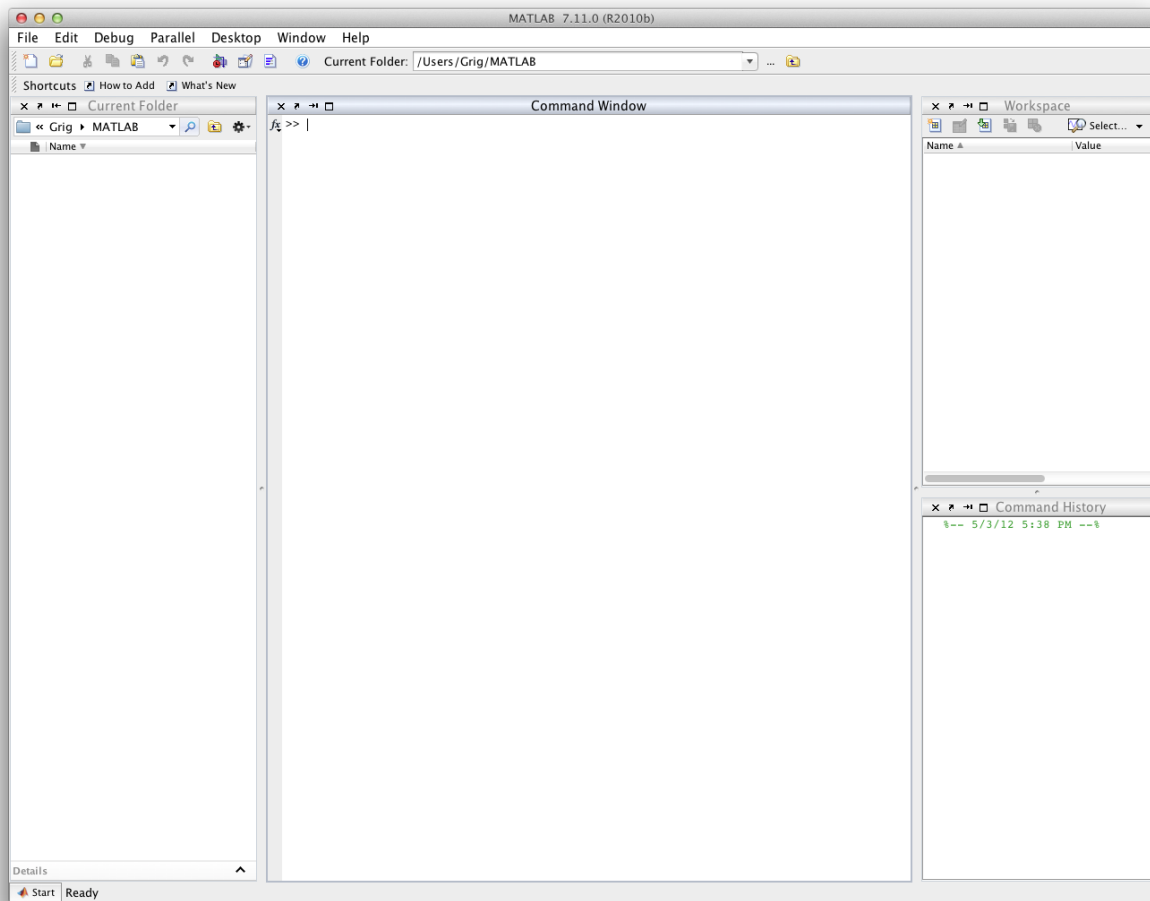 MATLAB 7.11.0 (R2010b)
File Edit Debug Parallel Desktop Window Help
Current Folder: /Users/Grig/MATLAB ...
Shortcuts How to Add What's New
Current Folder
« Grig MATLAB
Name
Details
Command Window
fx >>
Workspace
Select...
Name Value
Command History
%-- 5/3/12 5:38 PM --%
Start Ready